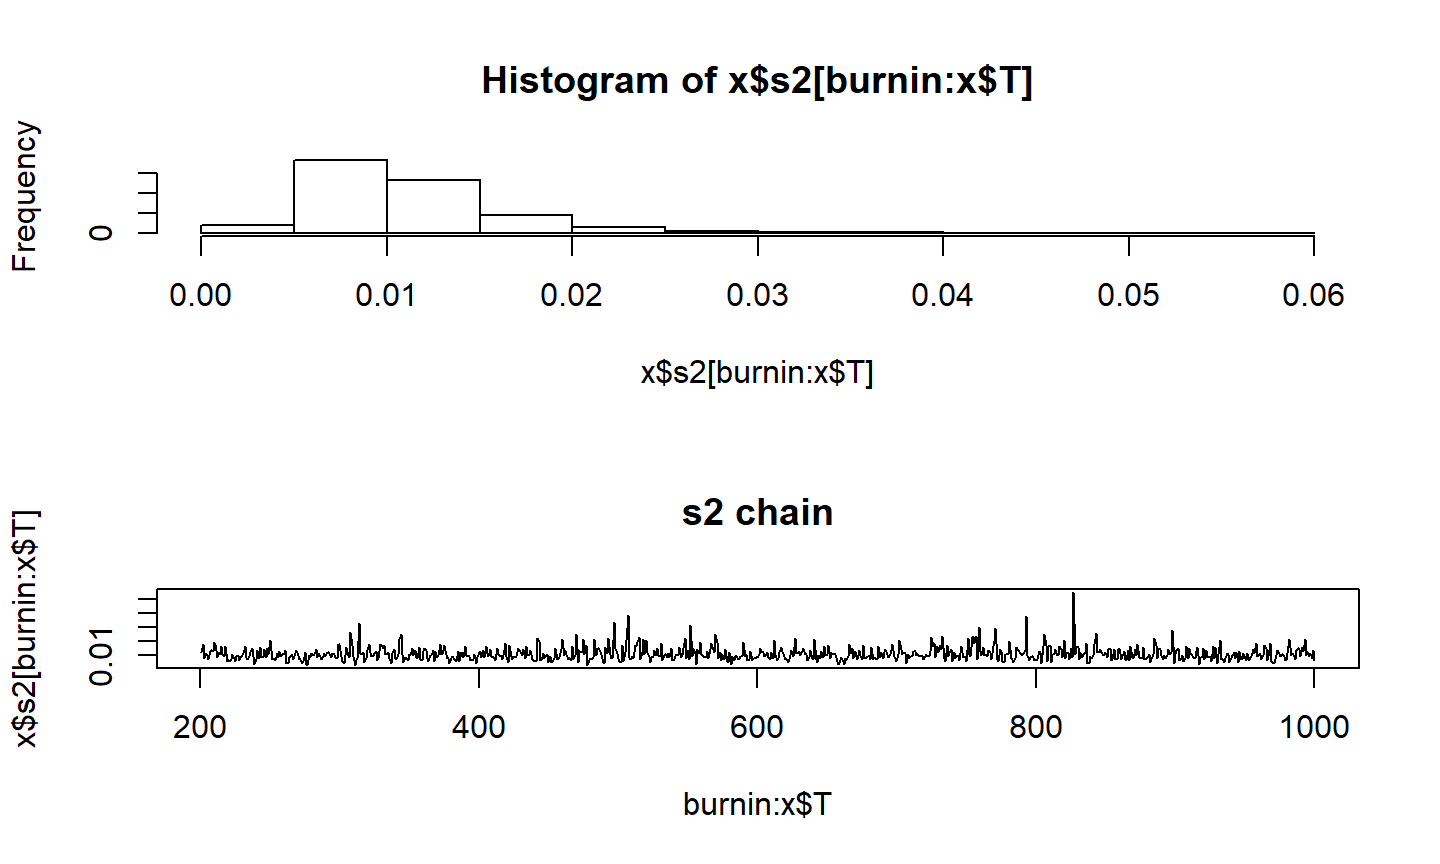 Histogram of x$s2[burnin:x$T]
Frequency
0
0.00 0.01 0.02 0.03 0.04 0.05 0.06
x$s2[burnin:x$T]
s2 chain
x$s2[burnin:x$T]
0.01
200 400 600 800 1000
burnin:x$T